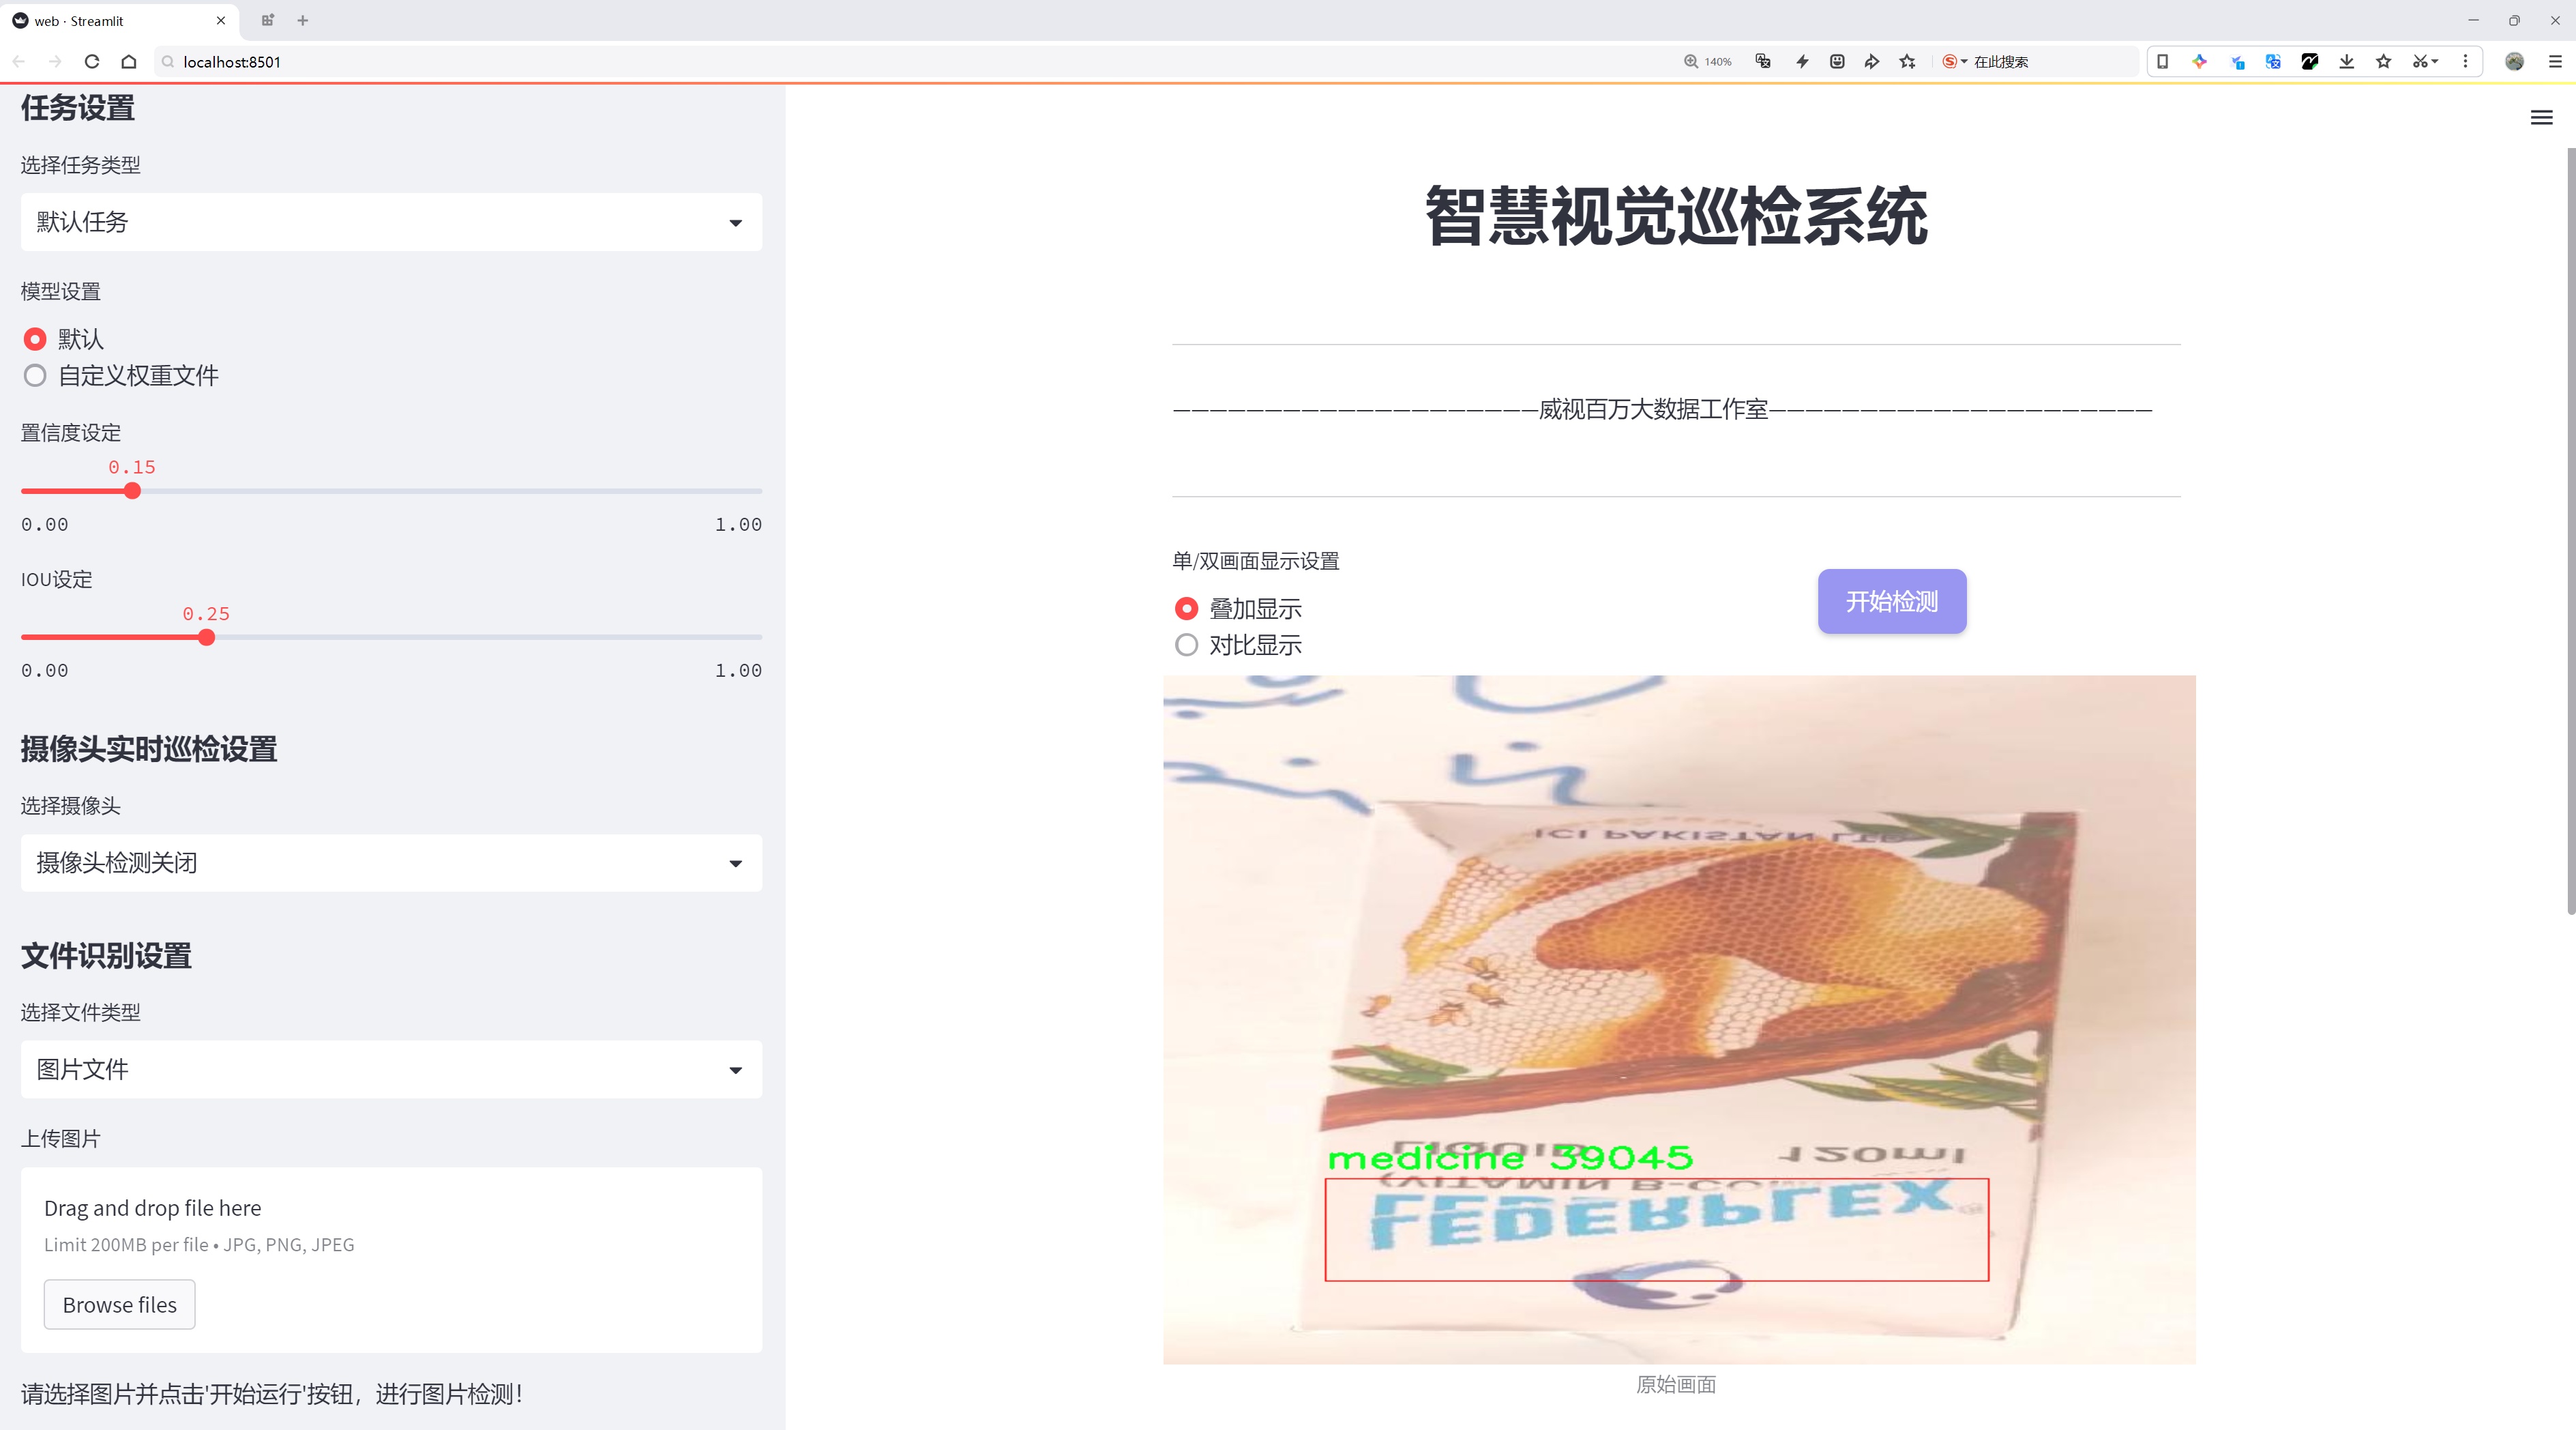 web · Streamlit
localhost:8501
140%
在此搜索
任务设置
选择任务类型
默认任务
模型设置
默认
自定义权重文件
置信度设定
0.15
0.00 1.00
IOU设定
0.25
0.00 1.00
摄像头实时巡检设置
选择摄像头
摄像头检测关闭
文件识别设置
选择文件类型
图片文件
上传图片
Drag and drop file here
Limit 200MB per file • JPG, PNG, JPEG
Browse files
请选择图片并点击'开始运行'按钮，进行图片检测！
智慧视觉巡检系统
————————————————————威视百万大数据工作室—————————————————————
单/双画面显示设置
叠加显示
对比显示
开始检测
ICI PAKISTAN LTD
LIQUID 120ml
medicine 39045
(VITAMIN B-CO
LEDERPLEX
原始画面